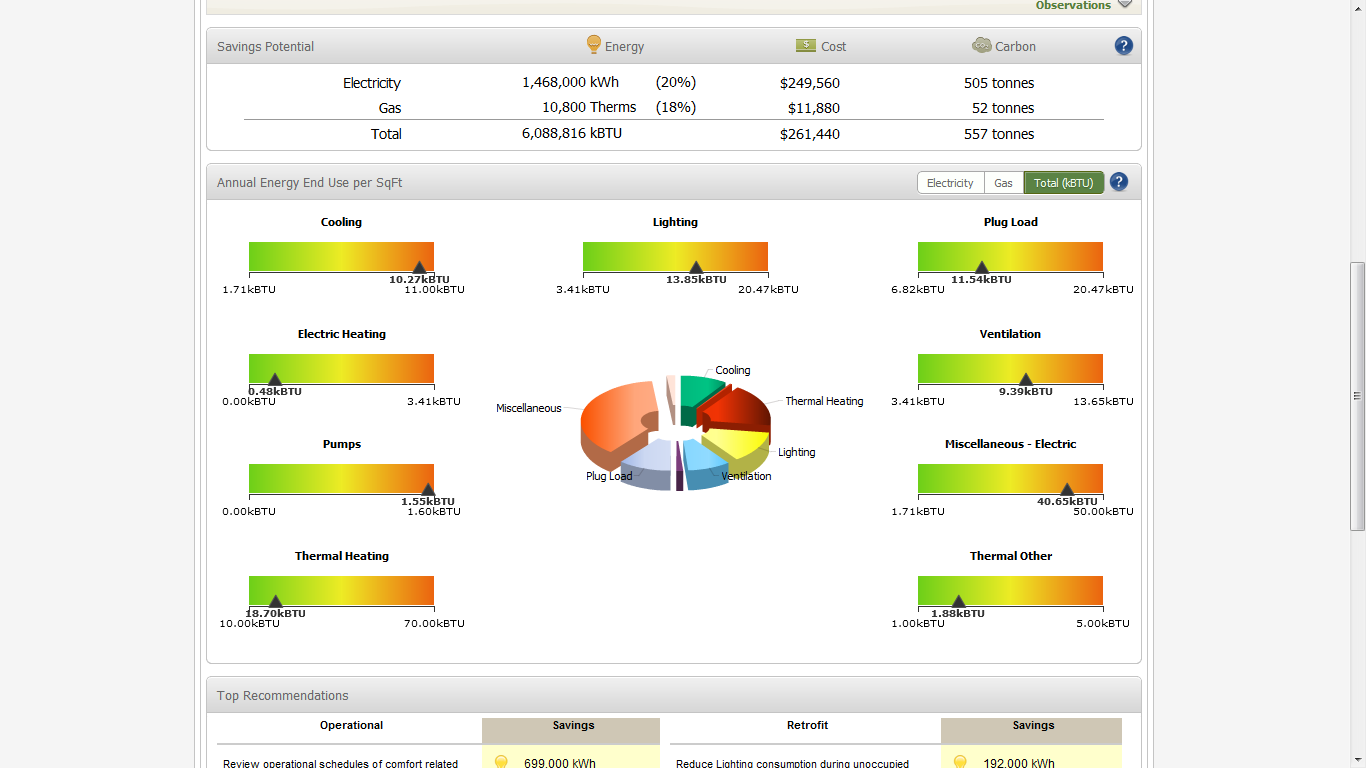 Observations
Savings Potential Energy Cost Carbon ?
Electricity 1,468,000 kWh (20%) $249,560 505 tonnes
Gas 10,800 Therms (18%) $11,880 52 tonnes
Total 6,088,816 kBTU $261,440 557 tonnes
Annual Energy End Use per SqFt Electricity Gas Total (kBTU) ?
Cooling Lighting Plug Load
10.27kBTU 13.85kBTU 11.54kBTU
1.71kBTU 11.00kBTU 3.41kBTU 20.47kBTU 6.82kBTU 20.47kBTU
Electric Heating Ventilation
0.48kBTU 9.39kBTU
0.00kBTU 3.41kBTU 3.41kBTU 13.65kBTU
Cooling
Thermal Heating
Miscellaneous
Lighting
Plug Load Ventilation
Pumps Miscellaneous - Electric
1.55kBTU 40.65kBTU
0.00kBTU 1.60kBTU 1.71kBTU 50.00kBTU
Thermal Heating Thermal Other
18.70kBTU 1.88kBTU
10.00kBTU 70.00kBTU 1.00kBTU 5.00kBTU
Top Recommendations
Operational Savings Retrofit Savings
Review operational schedules of comfort related 699,000 kWh Reduce Lighting consumption during unoccupied 192,000 kWh